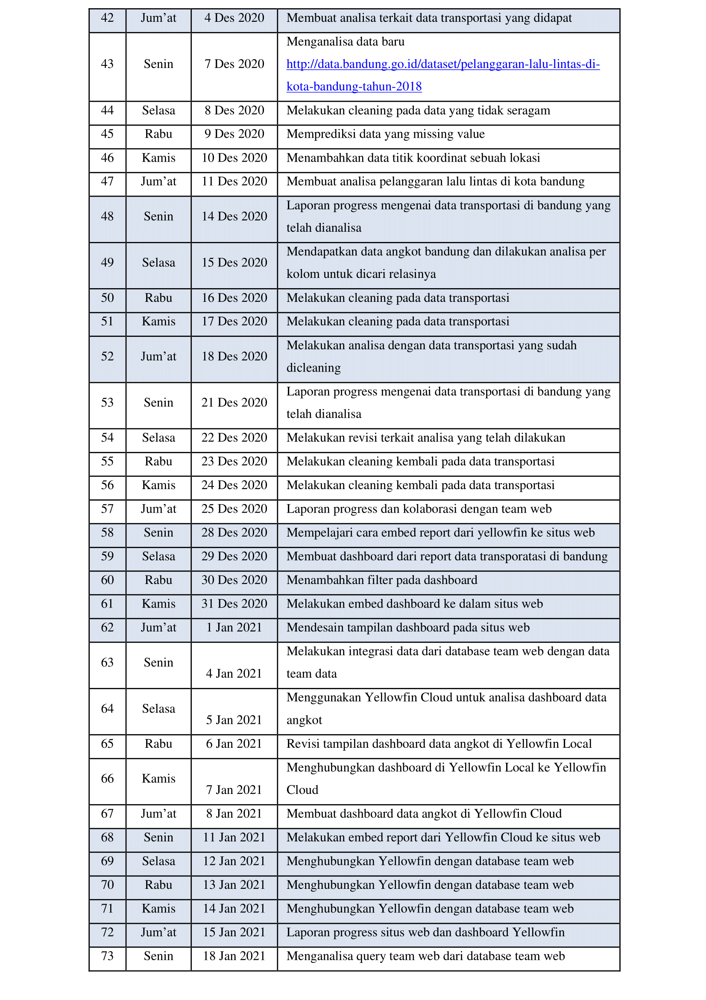 42 Jum’at 4 Des 2020 Membuat analisa terkait data transportasi yang didapat
Menganalisa data baru
43 Senin 7 Des 2020 http://data.bandung.go.id/dataset/pelanggaran-lalu-lintas-di-
kota-bandung-tahun-2018
44 Selasa 8 Des 2020 Melakukan cleaning pada data yang tidak seragam
45 Rabu 9 Des 2020 Memprediksi data yang missing value
46 Kamis 10 Des 2020 Menambahkan data titik koordinat sebuah lokasi
47 Jum’at 11 Des 2020 Membuat analisa pelanggaran lalu lintas di kota bandung
48 Senin 14 Des 2020 Laporan progress mengenai data transportasi di bandung yang
telah dianalisa
49 Selasa 15 Des 2020 Mendapatkan data angkot bandung dan dilakukan analisa per
kolom untuk dicari relasinya
50 Rabu 16 Des 2020 Melakukan cleaning pada data transportasi
51 Kamis 17 Des 2020 Melakukan cleaning pada data transportasi
52 Jum’at 18 Des 2020 Melakukan analisa dengan data transportasi yang sudah
dicleaning
53 Senin 21 Des 2020 Laporan progress mengenai data transportasi di bandung yang
telah dianalisa
54 Selasa 22 Des 2020 Melakukan revisi terkait analisa yang telah dilakukan
55 Rabu 23 Des 2020 Melakukan cleaning kembali pada data transportasi
56 Kamis 24 Des 2020 Melakukan cleaning kembali pada data transportasi
57 Jum’at 25 Des 2020 Laporan progress dan kolaborasi dengan team web
58 Senin 28 Des 2020 Mempelajari cara embed report dari yellowfin ke situs web
59 Selasa 29 Des 2020 Membuat dashboard dari report data transporatasi di bandung
60 Rabu 30 Des 2020 Menambahkan filter pada dashboard
61 Kamis 31 Des 2020 Melakukan embed dashboard ke dalam situs web
62 Jum’at 1 Jan 2021 Mendesain tampilan dashboard pada situs web
63 Senin 4 Jan 2021 Melakukan integrasi data dari database team web dengan data
team data
64 Selasa 5 Jan 2021 Menggunakan Yellowfin Cloud untuk analisa dashboard data
angkot
65 Rabu 6 Jan 2021 Revisi tampilan dashboard data angkot di Yellowfin Local
66 Kamis 7 Jan 2021 Menghubungkan dashboard di Yellowfin Local ke Yellowfin
Cloud
67 Jum’at 8 Jan 2021 Membuat dashboard data angkot di Yellowfin Cloud
68 Senin 11 Jan 2021 Melakukan embed report dari Yellowfin Cloud ke situs web
69 Selasa 12 Jan 2021 Menghubungkan Yellowfin dengan database team web
70 Rabu 13 Jan 2021 Menghubungkan Yellowfin dengan database team web
71 Kamis 14 Jan 2021 Menghubungkan Yellowfin dengan database team web
72 Jum’at 15 Jan 2021 Laporan progress situs web dan dashboard Yellowfin
73 Senin 18 Jan 2021 Menganalisa query team web dari database team web